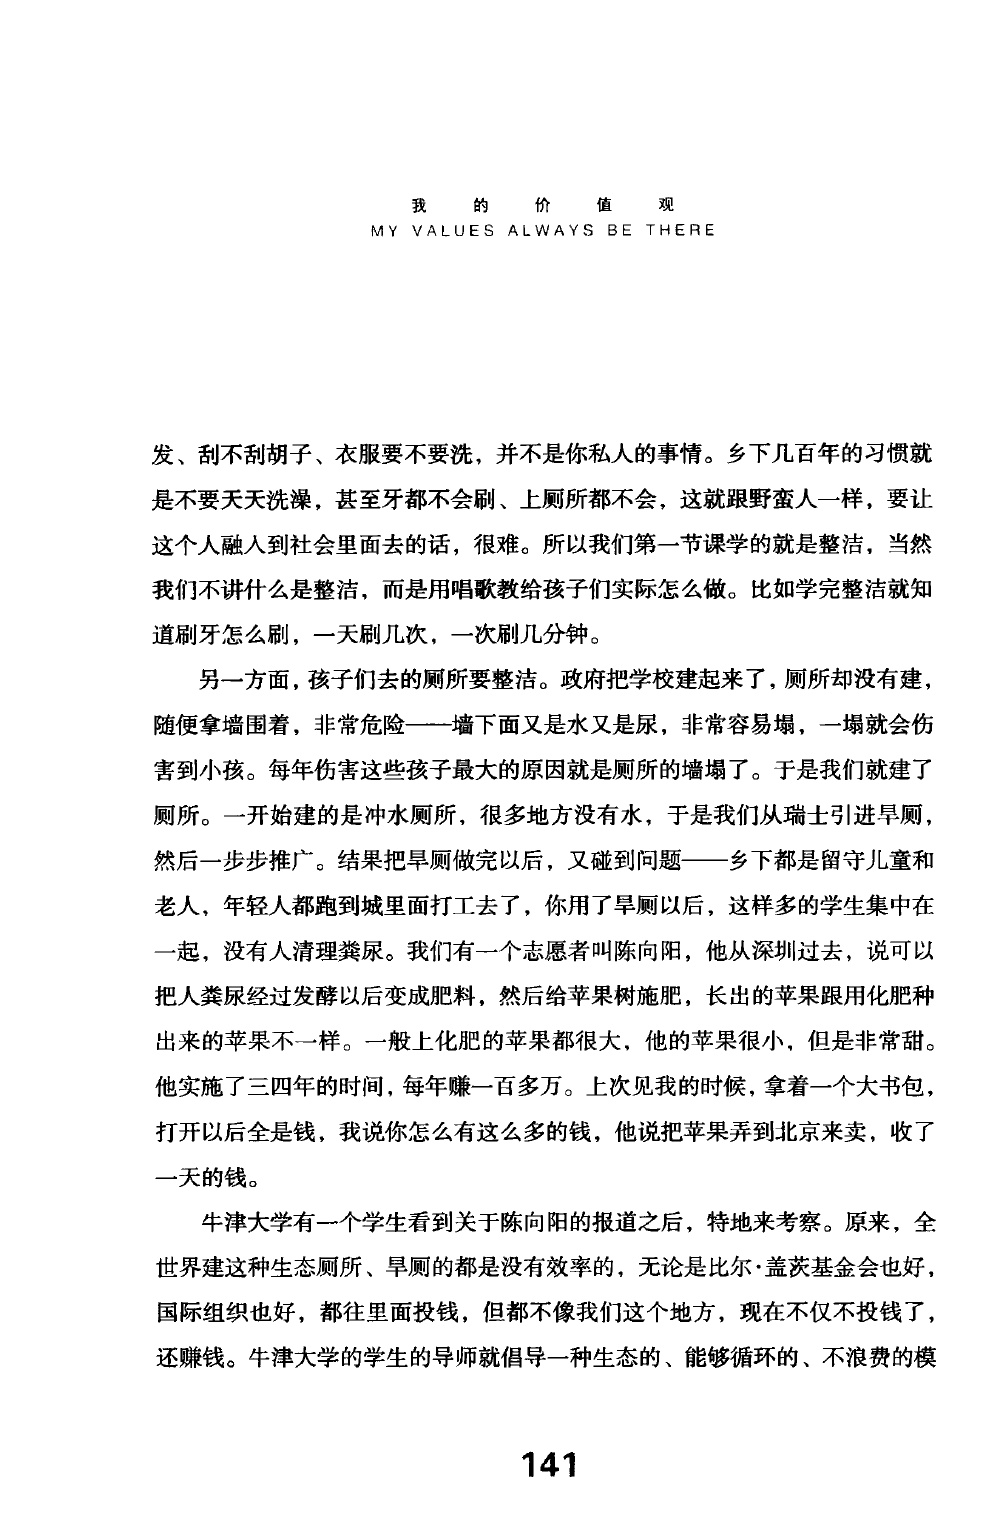 我的价值观
MY VALUES ALWAYS BE THERE
发、刮不刮胡子、衣服要不要洗，并不是你私人的事情。乡下几百年的习惯就
是不要天天洗澡，甚至牙都不会刷、上厕所都不会，这就跟野蛮人一样，要让
这个人融入到社会里面去的话，很难。所以我们第一节课学的就是整洁，当然
我们不讲什么是整洁，而是用唱歌教给孩子们实际怎么做。比如学完整洁就知
道刷牙怎么刷，一天刷几次，一次刷几分钟。
另一方面，孩子们去的厕所要整洁。政府把学校建起来了，厕所却没有建，
随便拿墙围着，非常危险——墙下面又是水又是尿，非常容易塌，一塌就会伤
害到小孩。每年伤害这些孩子最大的原因就是厕所的墙塌了。于是我们就建了
厕所。一开始建的是冲水厕所，很多地方没有水，于是我们从瑞士引进旱厕，
然后一步步推广。结果把旱厕做完以后，又碰到问题——乡下都是留守儿童和
老人，年轻人都跑到城里面打工去了，你用了旱厕以后，这样多的学生集中在
一起，没有人清理粪尿。我们有一个志愿者叫陈向阳，他从深圳过去，说可以
把人粪尿经过发酵以后变成肥料，然后给苹果树施肥，长出的苹果跟用化肥种
出来的苹果不一样。一般上化肥的苹果都很大，他的苹果很小，但是非常甜。
他实施了三四年的时间，每年赚一百多万。上次见我的时候，拿着一个大书包，
打开以后全是钱，我说你怎么有这么多的钱，他说把苹果弄到北京来卖，收了
一天的钱。
牛津大学有一个学生看到关于陈向阳的报道之后，特地来考察。原来，全
世界建这种生态厕所、旱厕的都是没有效率的，无论是比尔·盖茨基金会也好，
国际组织也好，都往里面投钱，但都不像我们这个地方，现在不仅不投钱了，
还赚钱。牛津大学的学生的导师就倡导一种生态的、能够循环的、不浪费的模
141